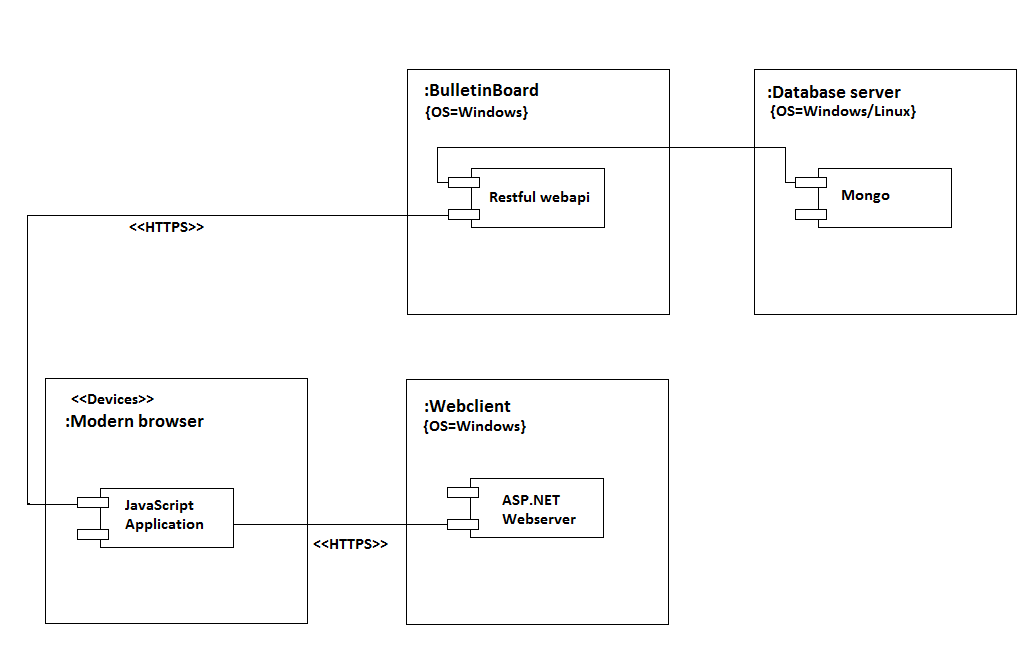 :BulletinBoard
{OS=Windows}
Restful webapi
:Database server
{OS=Windows/Linux}
Mongo
<<HTTPS>>
<<Devices>>
:Modern browser
JavaScript
Application
<<HTTPS>>
:Webclient
{OS=Windows}
ASP.NET
Webserver